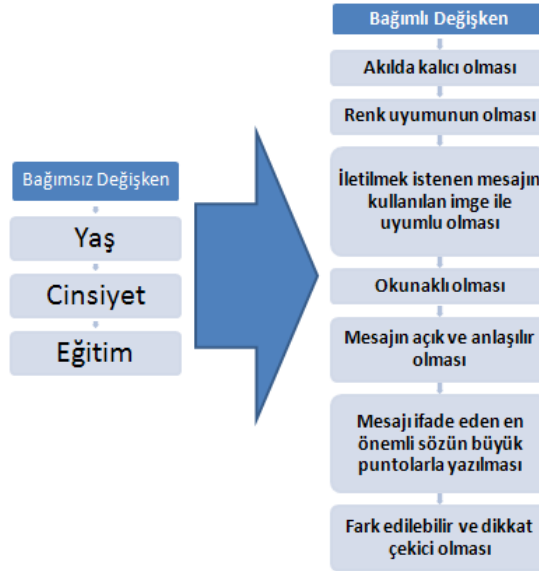 Bağımsız Değişken
Yaş
Cinsiyet
Eğitim
Bağımlı Değişken
Akılda kalıcı olması
Renk uyumunun olması
İletilmek istenen mesajın
kullanılan imge ile
uyumlu olması
Okunaklı olması
Mesajın açık ve anlaşılır
olması
Mesajı ifade eden en
önemli sözün büyük
puntolarla yazılması
Fark edilebilir ve dikkat
çekici olması